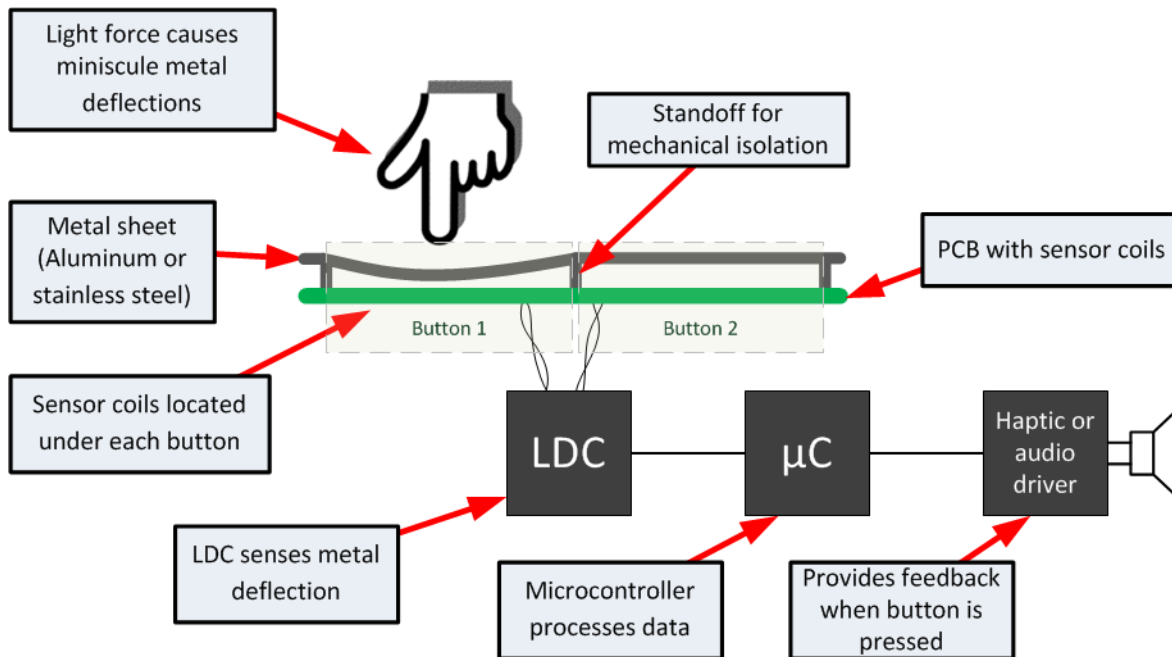 Light force causes
miniscule metal
deflections
Standoff for
mechanical isolation
Metal sheet
(Aluminum or
stainless steel)
PCB with sensor coils
Button 1
Button 2
Sensor coils located
under each button
LDC
µC
Haptic or
audio
driver
LDC senses metal
deflection
Microcontroller
processes data
Provides feedback
when button is
pressed